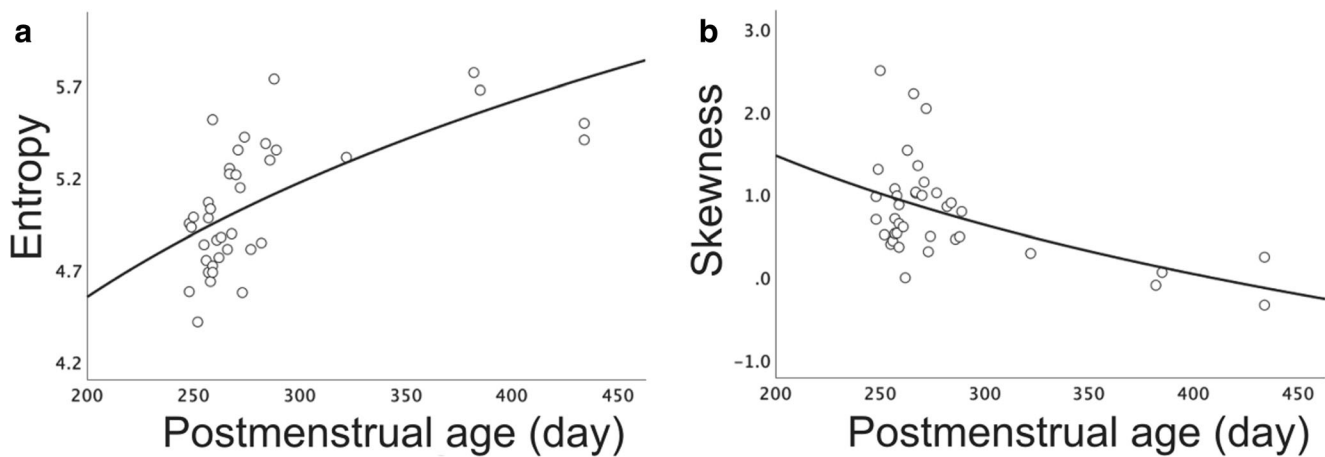 a
Entropy
5.7
5.2
4.7
4.2
200 250 300 350 400 450
Postmenstrual age (day)
b
Skewness
3.0
2.0
1.0
.0
-1.0
200 250 300 350 400 450
Postmenstrual age (day)